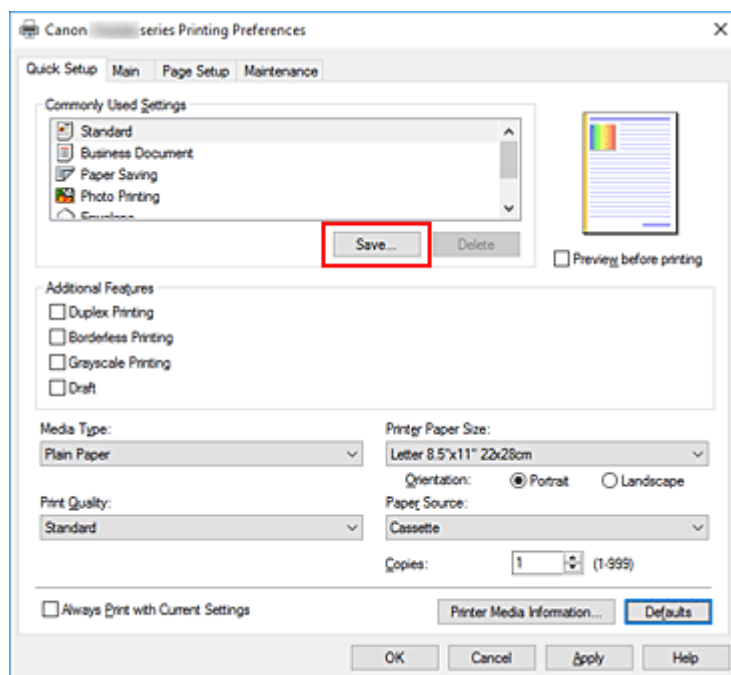 Canon series Printing Preferences
Quick Setup Main Page Setup Maintenance
Commonly Used Settings
Standard
Business Document
Paper Saving
Photo Printing
Envelope
Save... Delete
Preview before printing
Additional Features
Duplex Printing
Borderless Printing
Grayscale Printing
Draft
Media Type: Printer Paper Size:
Plain Paper Letter 8.5"x11" 22x28cm
Orientation: Portrait Landscape
Print Quality: Paper Source:
Standard Cassette
Copies: 1 (1-999)
Always Print with Current Settings Printer Media Information... Defaults
OK Cancel Apply Help